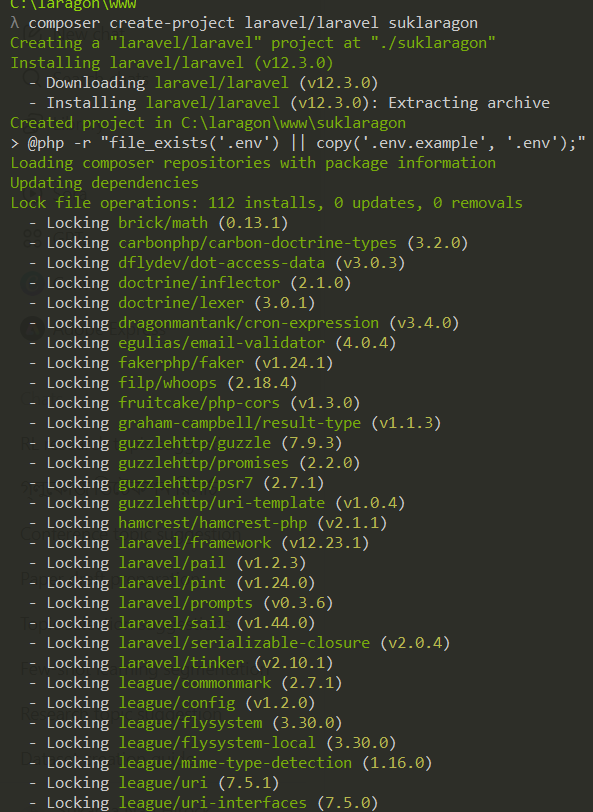 C:\laragon\www
λ composer create-project laravel/laravel suklaragon
Creating a "laravel/laravel" project at "./suklaragon"
Installing laravel/laravel (v12.3.0)
  - Downloading laravel/laravel (v12.3.0)
  - Installing laravel/laravel (v12.3.0): Extracting archive
Created project in C:\laragon\www\suklaragon
> @php -r "file_exists('.env') || copy('.env.example', '.env');"
Loading composer repositories with package information
Updating dependencies
Lock file operations: 112 installs, 0 updates, 0 removals
  - Locking brick/math (0.13.1)
  - Locking carbonphp/carbon-doctrine-types (3.2.0)
  - Locking dflydev/dot-access-data (v3.0.3)
  - Locking doctrine/inflector (2.1.0)
  - Locking doctrine/lexer (3.0.1)
  - Locking dragonmantank/cron-expression (v3.4.0)
  - Locking egulias/email-validator (4.0.4)
  - Locking fakerphp/faker (v1.24.1)
  - Locking filp/whoops (2.18.4)
  - Locking fruitcake/php-cors (v1.3.0)
  - Locking graham-campbell/result-type (v1.1.3)
  - Locking guzzlehttp/guzzle (7.9.3)
  - Locking guzzlehttp/promises (2.2.0)
  - Locking guzzlehttp/psr7 (2.7.1)
  - Locking guzzlehttp/uri-template (v1.0.4)
  - Locking hamcrest/hamcrest-php (v2.1.1)
  - Locking laravel/framework (v12.23.1)
  - Locking laravel/pail (v1.2.3)
  - Locking laravel/pint (v1.24.0)
  - Locking laravel/prompts (v0.3.6)
  - Locking laravel/sail (v1.44.0)
  - Locking laravel/serializable-closure (v2.0.4)
  - Locking laravel/tinker (v2.10.1)
  - Locking league/commonmark (2.7.1)
  - Locking league/config (v1.2.0)
  - Locking league/flysystem (3.30.0)
  - Locking league/flysystem-local (3.30.0)
  - Locking league/mime-type-detection (1.16.0)
  - Locking league/uri (7.5.1)
  - Locking league/uri-interfaces (7.5.0)